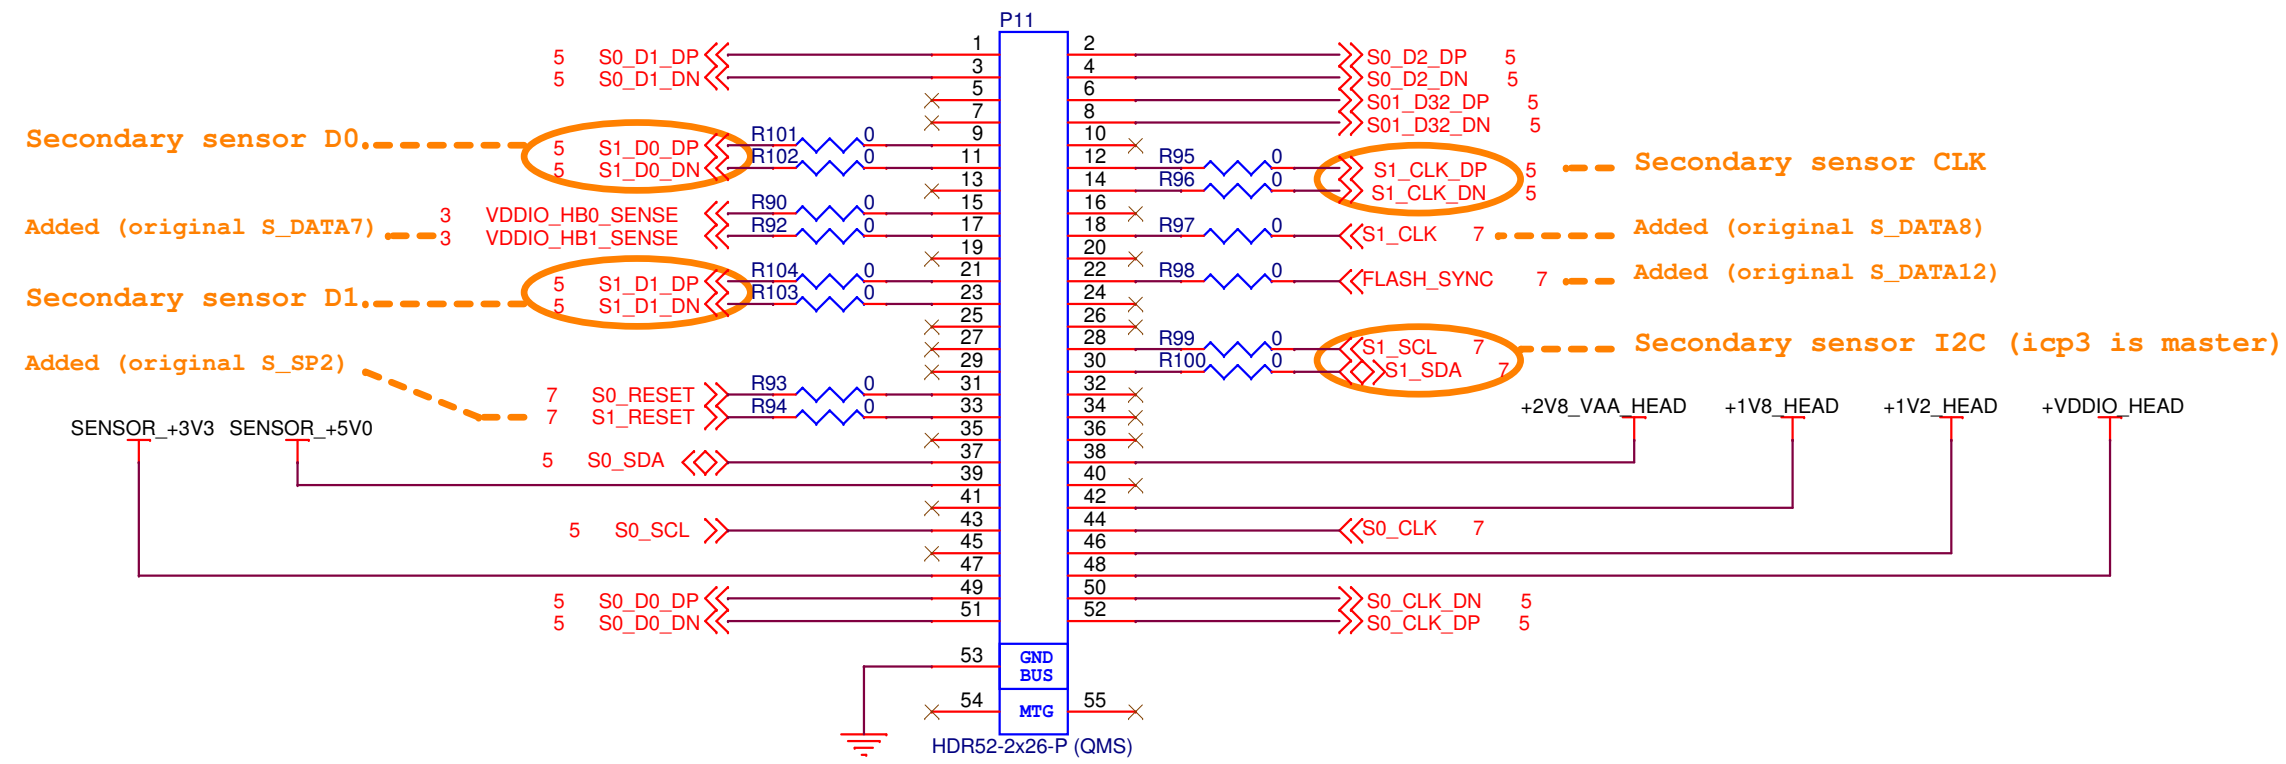 P11
1 2
5 S0_D1_DP S0_D2_DP 5
3 4
5 S0_D1_DN S0_D2_DN 5
5 6
S01_D32_DP 5
7 8
S01_D32_DN 5
Secondary sensor D0
R101 0 9 10
5 S1_D0_DP
R102 0 11 12 R95 0
5 S1_D0_DN S1_CLK_DP 5
Secondary sensor CLK
13 14 R96 0
S1_CLK_DN 5
R90 0 15 16
3 VDDIO_HB0_SENSE
Added (original S_DATA7)
R92 0 17 18 R97 0
3 VDDIO_HB1_SENSE S1_CLK 7
Added (original S_DATA8)
19 20
R104 0 21 22 R98 0
5 S1_D1_DP FLASH_SYNC 7
Added (original S_DATA12)
Secondary sensor D1
R103 0 23 24
5 S1_D1_DN
25 26
27 28 R99 0
S1_SCL 7
Secondary sensor I2C (icp3 is master)
Added (original S_SP2)
29 30 R100 0
S1_SDA 7
R93 0 31 32
7 S0_RESET
R94 0 33 34
7 S1_RESET
+2V8_VAA_HEAD +1V8_HEAD +1V2_HEAD +VDDIO_HEAD
SENSOR_+3V3 SENSOR_+5V0
35 36
37 38
5 S0_SDA
39 40
41 42
43 44
5 S0_SCL S0_CLK 7
45 46
47 48
49 50
5 S0_D0_DP S0_CLK_DN 5
51 52
5 S0_D0_DN S0_CLK_DP 5
53 GND
BUS
54 MTG 55
HDR52-2x26-P (QMS)